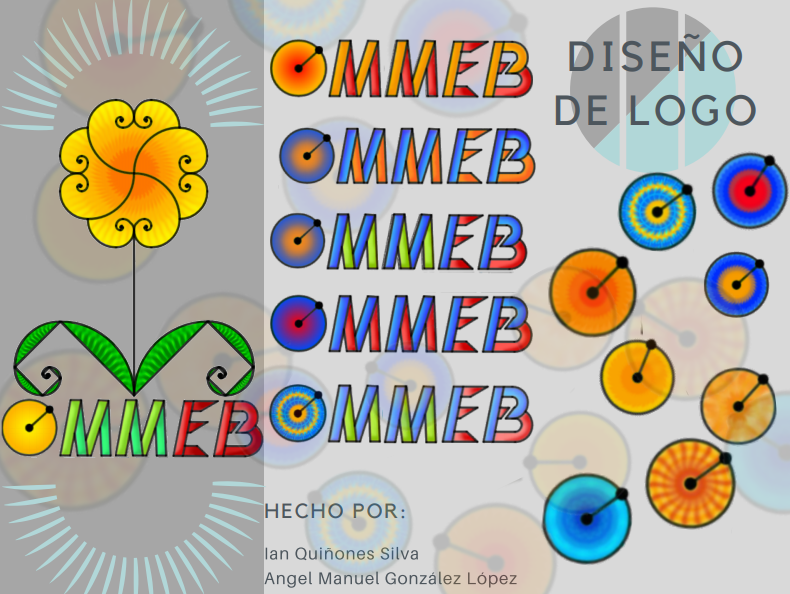 OMMEB
OMMEB
OMMEB
OMMEB
OMMEB
OMMEB
DISEÑO
DE LOGO
HECHO POR:
Ian Quiñones Silva
Angel Manuel González López